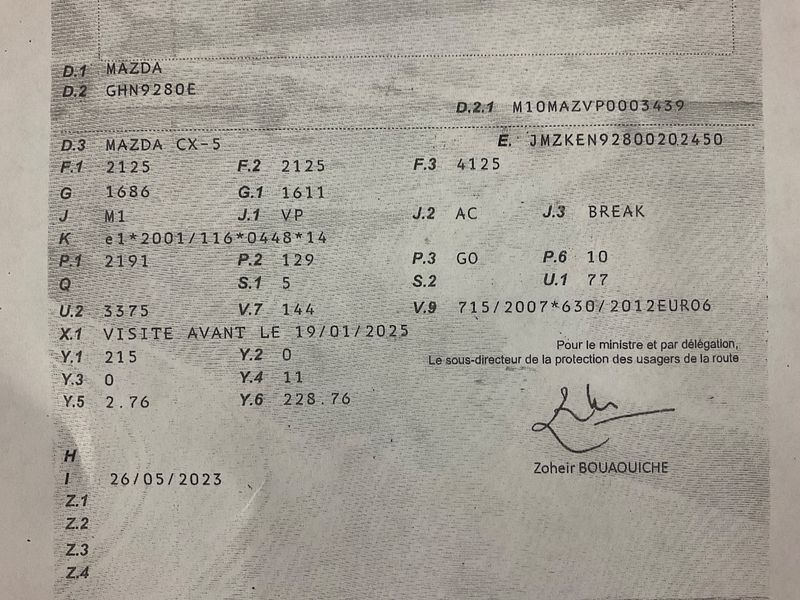 D.1 MAZDA
D.2 GHN9280E
D.2.1 M10MAZVP0003439
D.3 MAZDA CX-5 E. JMZKEN92800202450
F.1 2125 F.2 2125 F.3 4125
G 1686 G.1 1611
J M1 J.1 VP J.2 AC J.3 BREAK
K e1*2001/116*0448*14
P.1 2191 P.2 129 P.3 GO P.6 10
Q S.1 5 S.2 U.1 77
U.2 3375 V.7 144 V.9 715/2007*630/2012EURO6
X.1 VISITE AVANT LE 19/01/2025
Y.1 215 Y.2 0
Y.3 0 Y.4 11
Y.5 2.76 Y.6 228.76
Pour le ministre et par délégation,
Le sous-directeur de la protection des usagers de la route
Zoheir BOUAOUICHE
H
I 26/05/2023
Z.1
Z.2
Z.3
Z.4